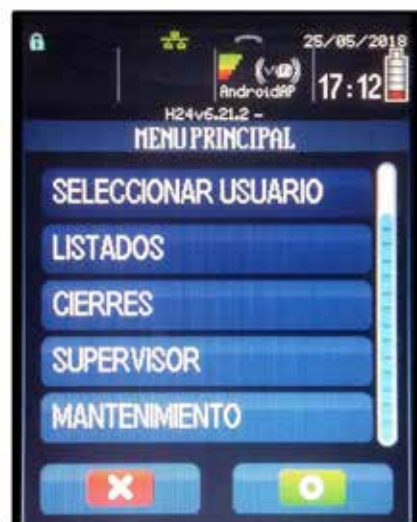 25/05/2018
AndroidAP
17:12
H24v6.21.2 -
MENU PRINCIPAL
SELECCIONAR USUARIO
LISTADOS
CIERRES
SUPERVISOR
MANTENIMIENTO